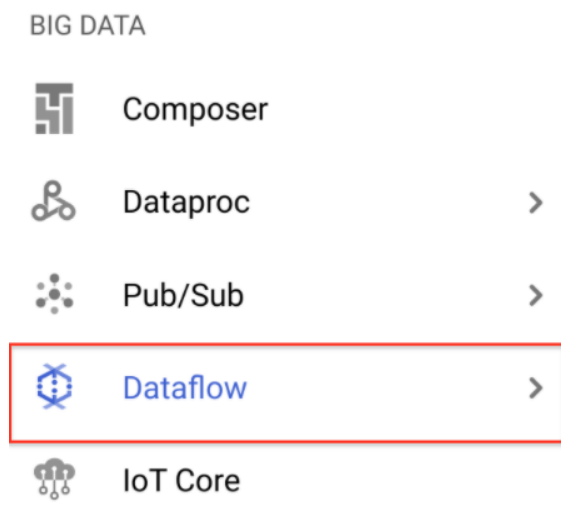 BIG DATA
Composer
Dataproc
Pub/Sub
Dataflow
IoT Core